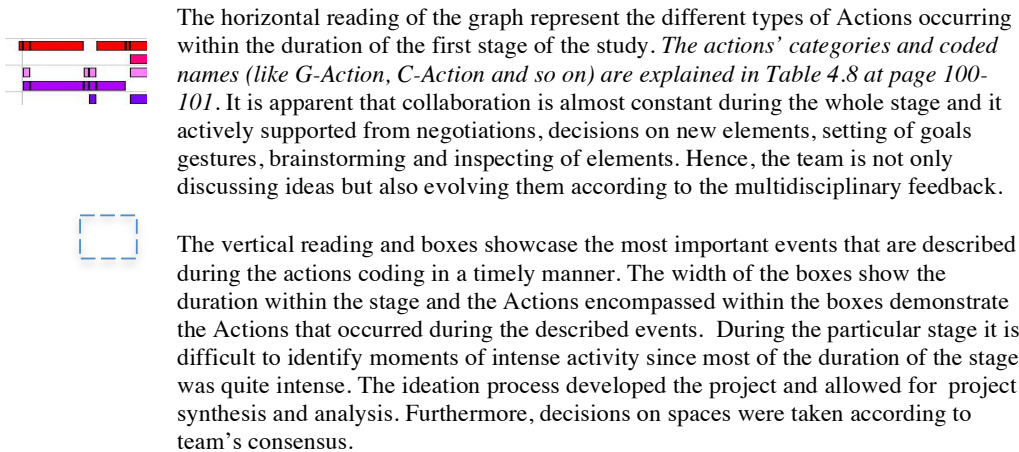 The horizontal reading of the graph represent the different types of Actions occurring
within the duration of the first stage of the study. The actions' categories and coded
names (like G-Action, C-Action and so on) are explained in Table 4.8 at page 100-
101. It is apparent that collaboration is almost constant during the whole stage and it
actively supported from negotiations, decisions on new elements, setting of goals
gestures, brainstorming and inspecting of elements. Hence, the team is not only
discussing ideas but also evolving them according to the multidisciplinary feedback.
The vertical reading and boxes showcase the most important events that are described
during the actions coding in a timely manner. The width of the boxes show the
duration within the stage and the Actions encompassed within the boxes demonstrate
the Actions that occurred during the described events.  During the particular stage it is
difficult to identify moments of intense activity since most of the duration of the stage
was quite intense. The ideation process developed the project and allowed for  project
synthesis and analysis. Furthermore, decisions on spaces were taken according to
team's consensus.